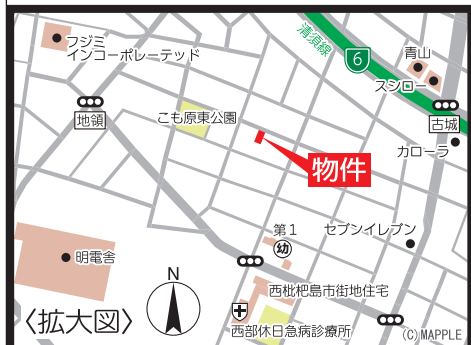 フジミ
インコーポレーテッド
清須線
6
青山
スシロー
地領
こも原東公園
古城
カローラ
物件
第1
幼
セブンイレブン
明電舎
N
西枇杷島市街地住宅
〈拡大図〉
西部休日急病診療所
(C)MAPPLE